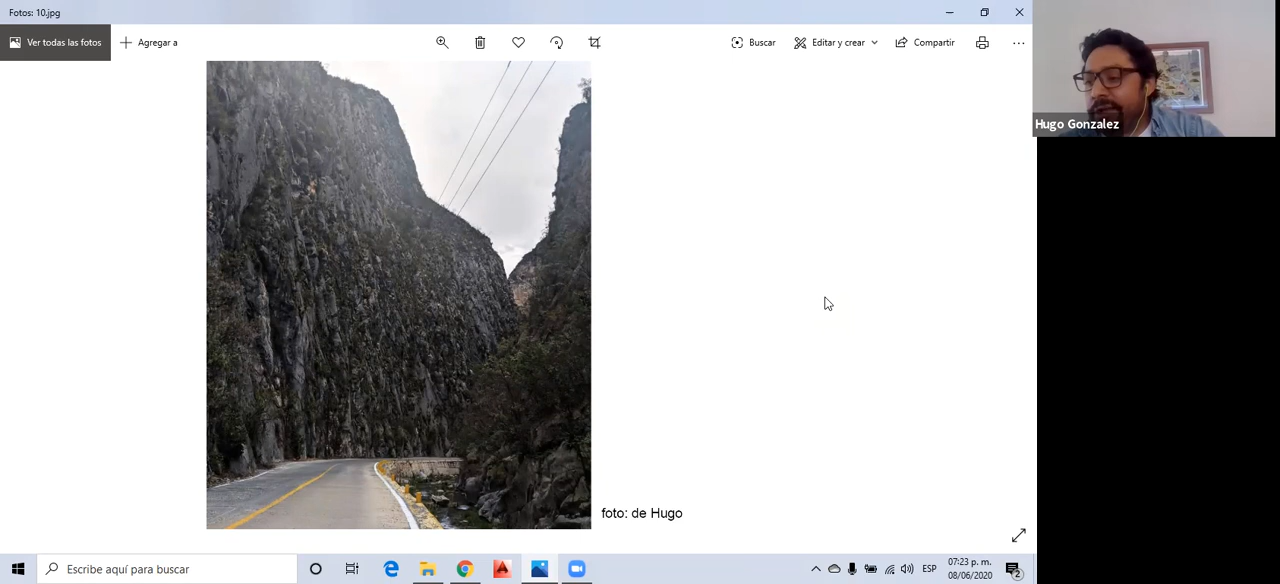 Fotos: 10.jpg
Ver todas las fotos
Agregar a
Buscar
Editar y crear
Compartir
Hugo Gonzalez
foto: de Hugo
Escribe aquí para buscar
ESP
07:23 p. m.
08/06/2020
2